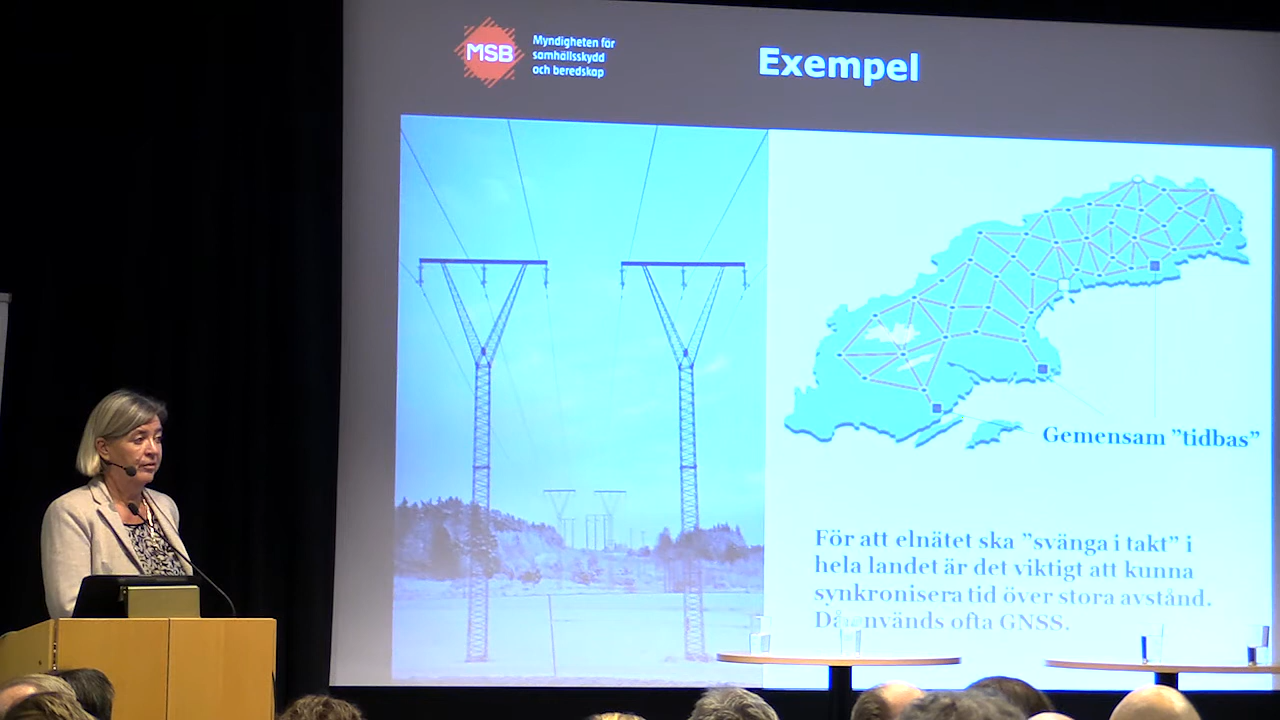 MSB
Myndigheten för
samhällsskydd
och beredskap
Exempel
Gemensam ”tidbas”
För att elnätet ska ”svänga i takt” i
hela landet är det viktigt att kunna
synkronisera tid över stora avstånd.
Då används ofta GNSS.